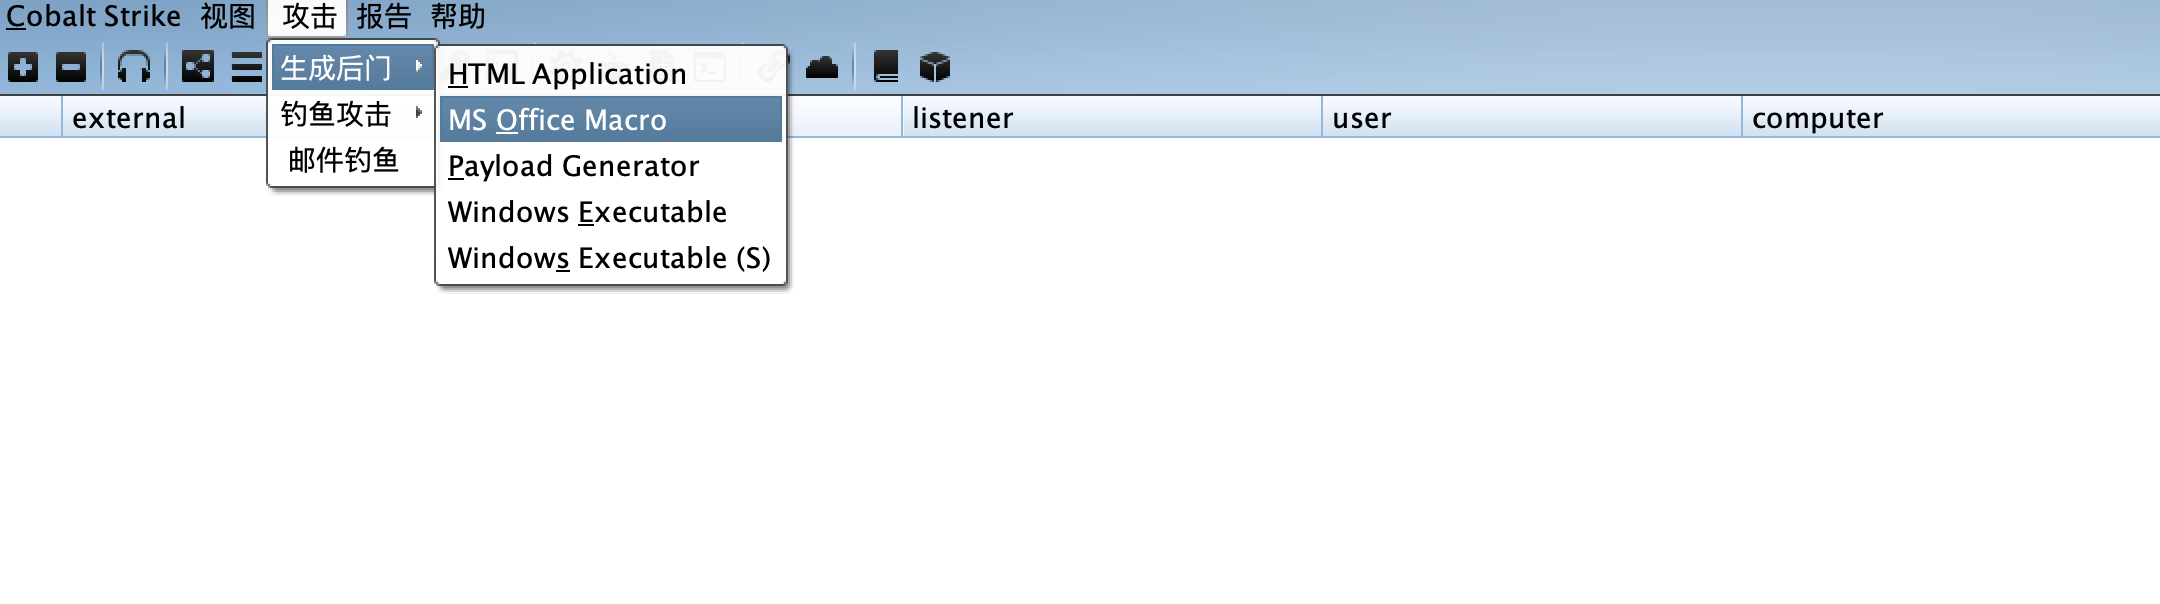 Cobalt Strike 视图 攻击 报告 帮助
生成后门
钓鱼攻击
邮件钓鱼
HTML Application
MS Office Macro
Payload Generator
Windows Executable
Windows Executable (S)
external listener user computer